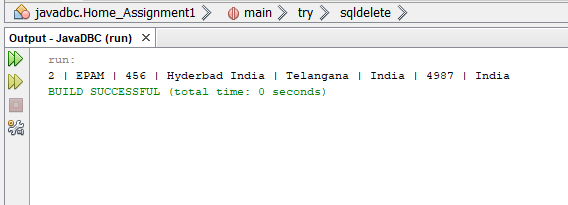 javadbc.Home_Assignment1 main try sqldelete
Output - JavaDBC (run) ×
run:
2 | EPAM | 456 | Hyderbad India | Telangana | India | 4987 | India
BUILD SUCCESSFUL (total time: 0 seconds)